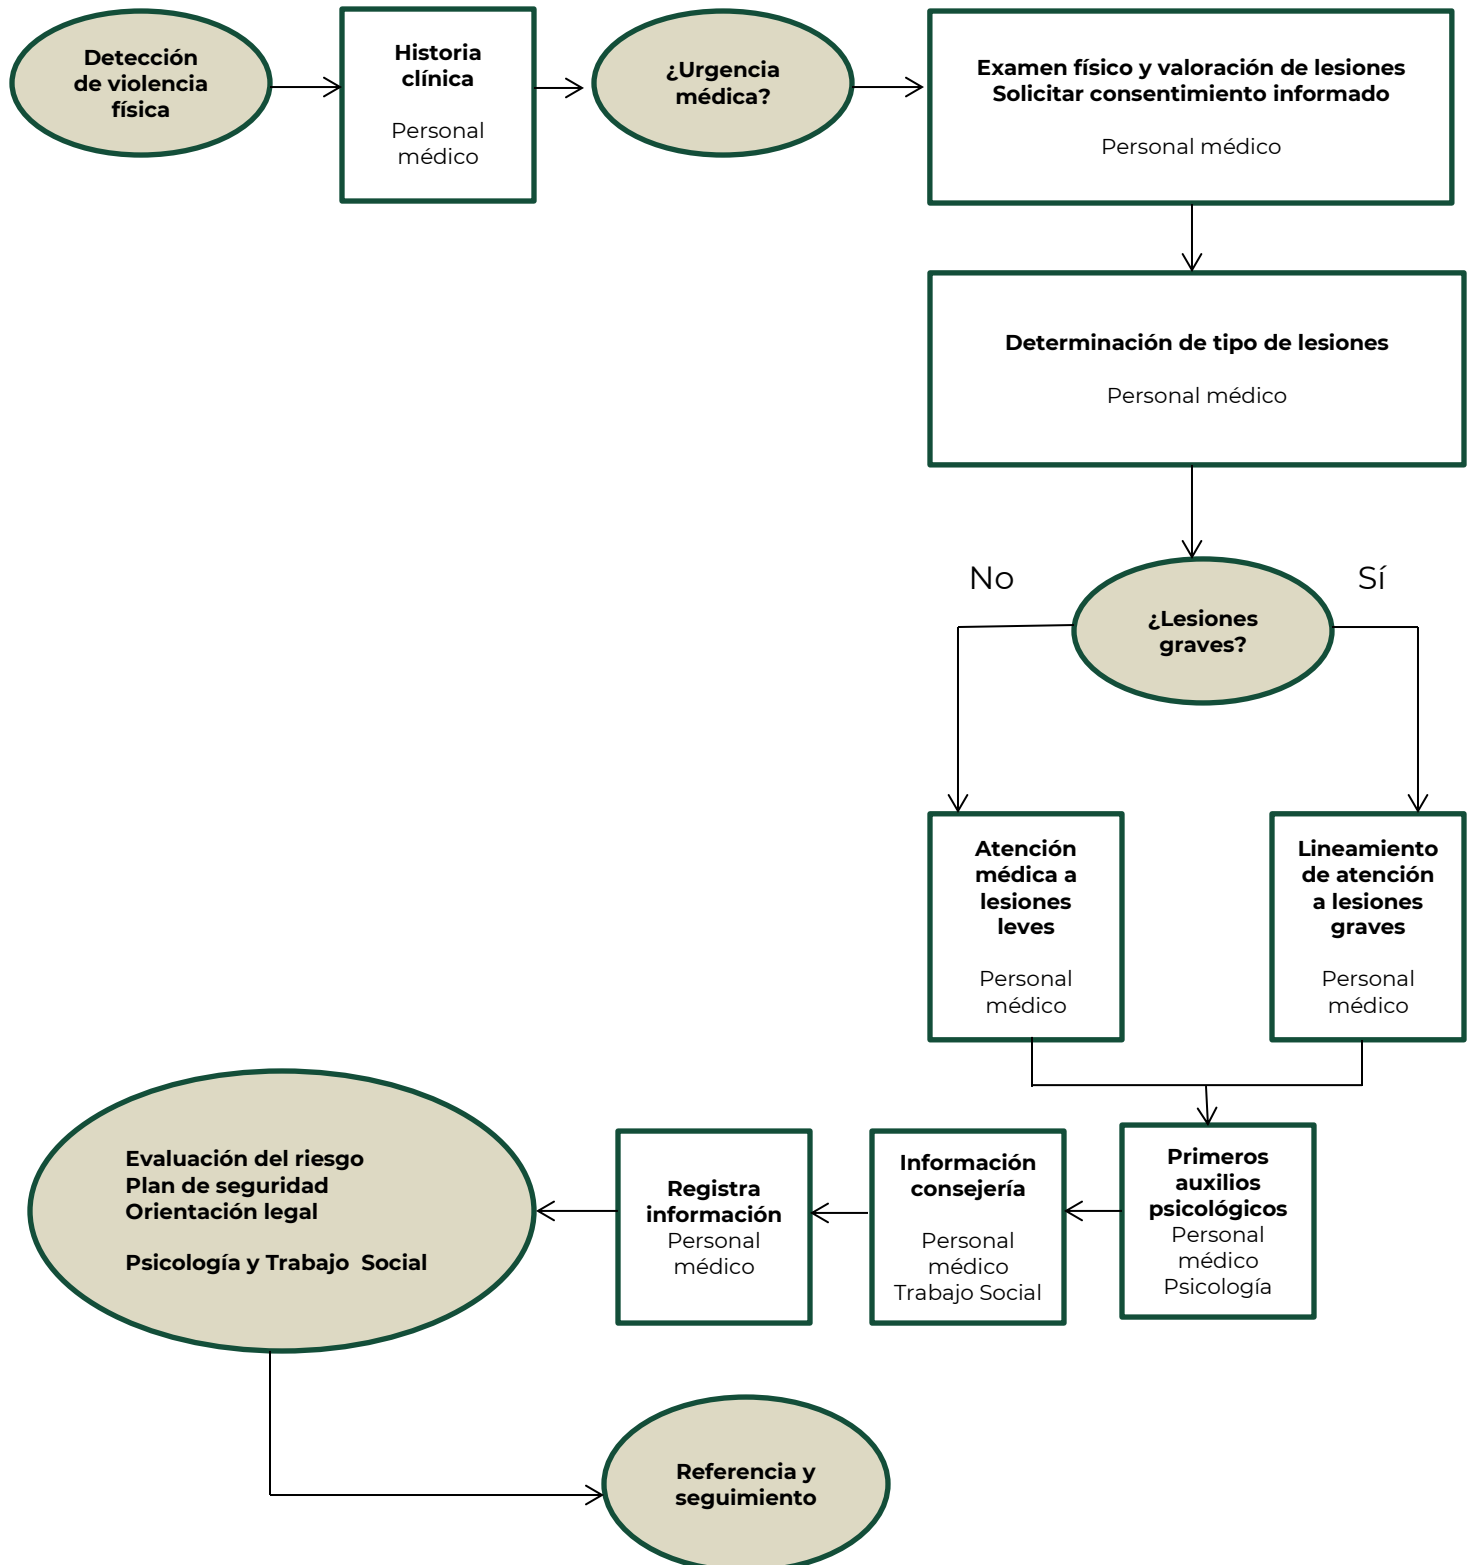 Detección
de violencia
física
Historia
clínica
Personal
médico
¿Urgencia
médica?
Examen físico y valoración de lesiones
Solicitar consentimiento informado
Personal médico
Determinación de tipo de lesiones
Personal médico
No
Sí
¿Lesiones
graves?
Atención
médica a
lesiones
leves
Personal
médico
Lineamiento
de atención
a lesiones
graves
Personal
médico
Primeros
auxilios
psicológicos
Personal
médico
Psicología
Información
consejería
Personal
médico
Trabajo Social
Registra
información
Personal
médico
Evaluación del riesgo
Plan de seguridad
Orientación legal
Psicología y Trabajo  Social
Referencia y
seguimiento